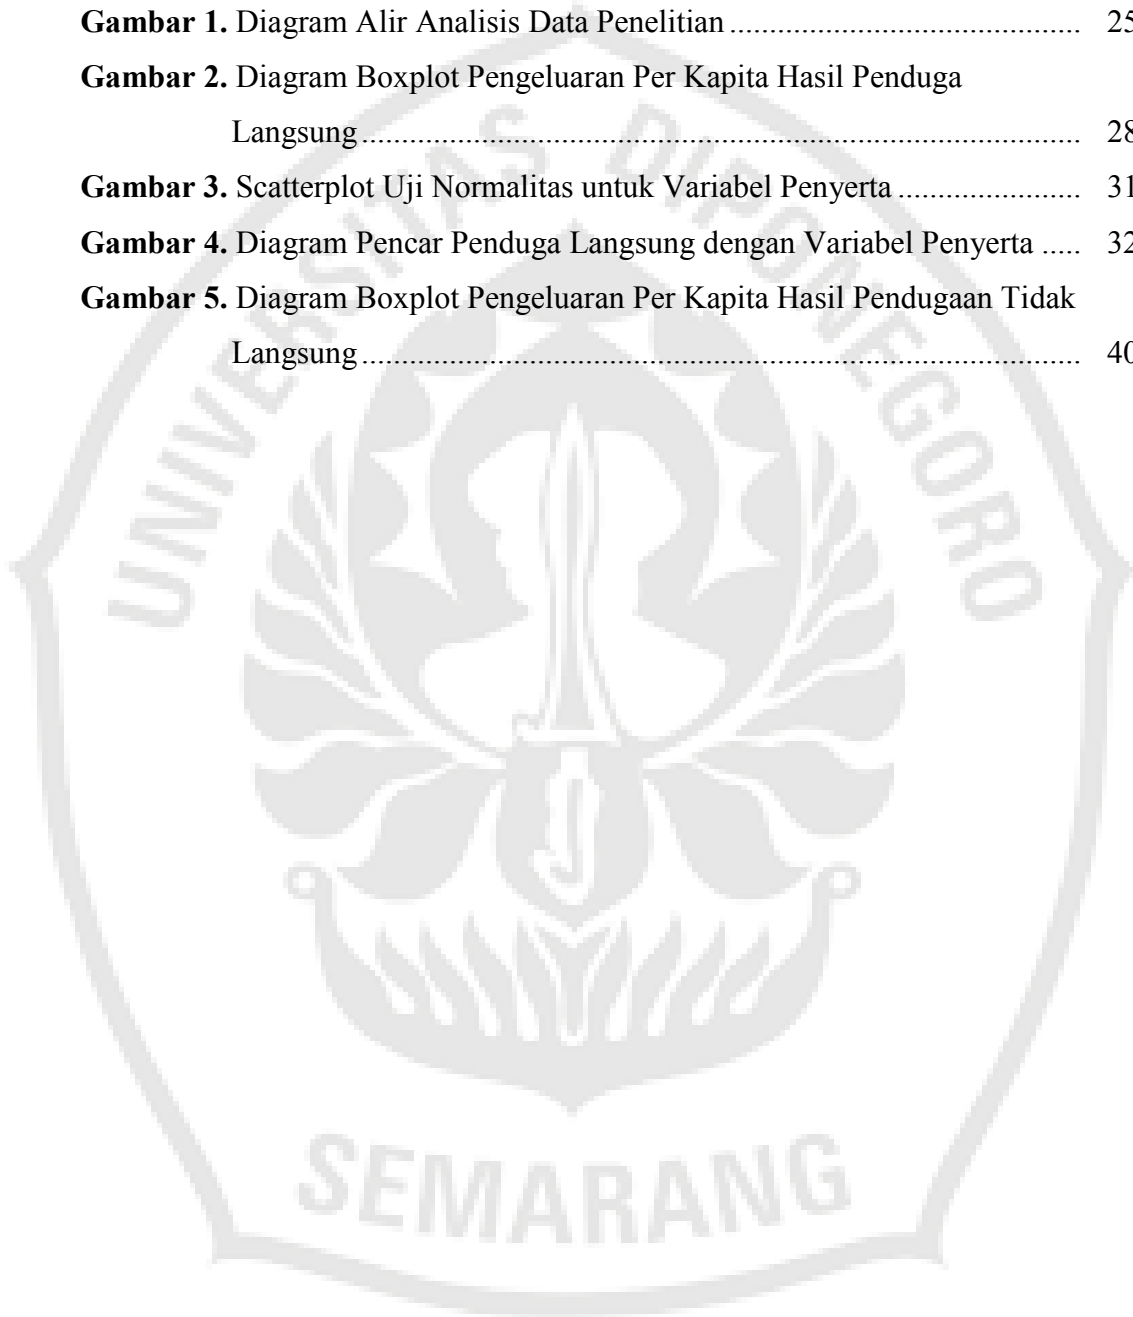 Gambar 1. Diagram Alir Analisis Data Penelitian ........................................ 25
Gambar 2. Diagram Boxplot Pengeluaran Per Kapita Hasil Penduga
Langsung ................................................................................... 28
Gambar 3. Scatterplot Uji Normalitas untuk Variabel Penyerta ..................... 31
Gambar 4. Diagram Pencar Penduga Langsung dengan Variabel Penyerta ..... 32
Gambar 5. Diagram Boxplot Pengeluaran Per Kapita Hasil Pendugaan Tidak
Langsung ................................................................................... 40
UNIVERSITAS DIPONEGORO
SEMARANG